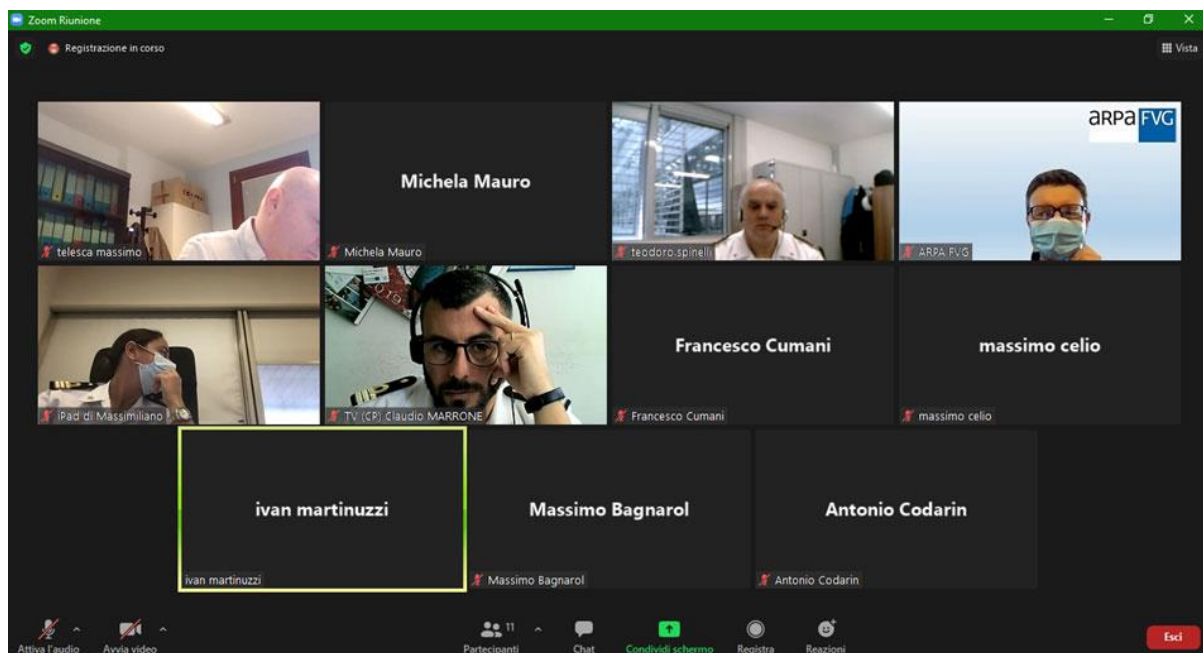 Zoom Riunione
Registrazione in corso
Vista
telesca massimo
Michela Mauro
Michela Mauro
teodoro.spinelli
arpa FVG
ARPA FVG
iPad di Massimiliano
019
TV (CP) Claudio MARRONE
Francesco Cumani
Francesco Cumani
massimo celio
massimo celio
ivan martinuzzi
ivan martinuzzi
Massimo Bagnarol
Massimo Bagnarol
Antonio Codarin
Antonio Codarin
Attiva l'audio
Avvia video
Partecipanti
11
Chat
Condividi schermo
Registra
Reazioni
Esci